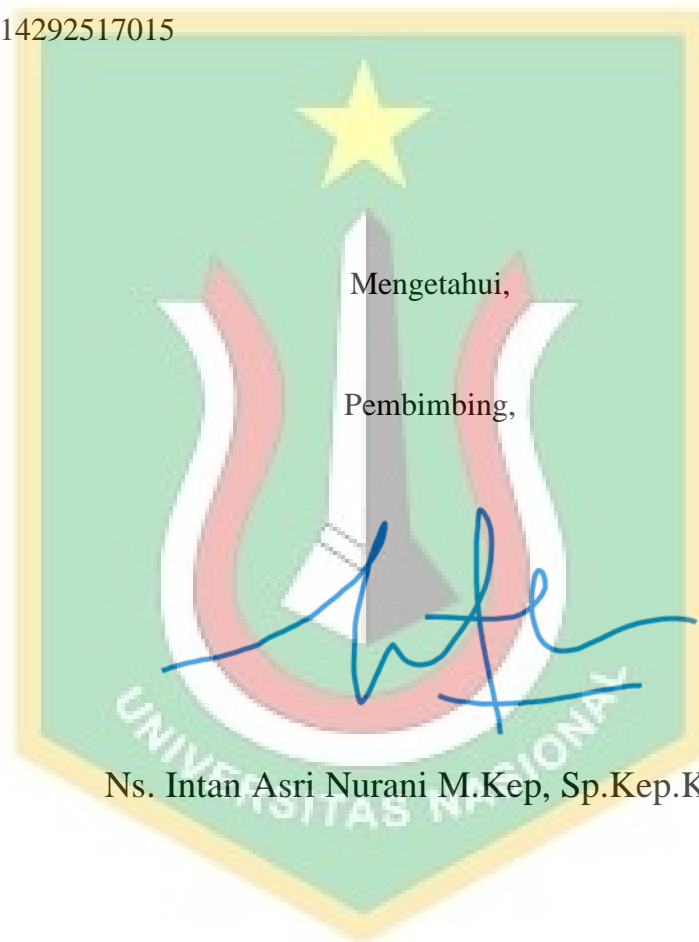 14292517015
Mengetahui,
Pembimbing,
Ns. Intan Asri Nurani M.Kep, Sp.Kep.K
UNIVERSITAS NASIONAL